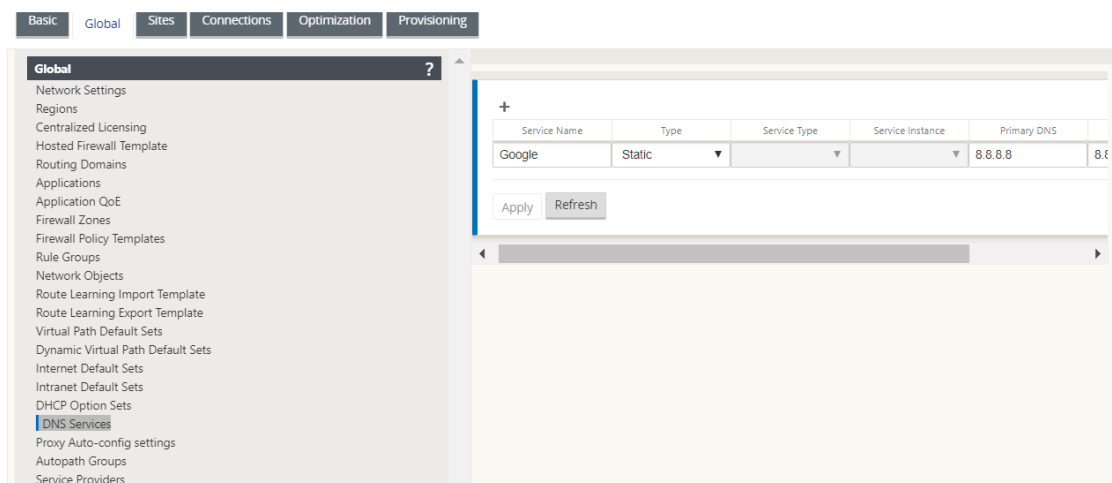 Basic Global Sites Connections Optimization Provisioning
Global ?
Network Settings
Regions
Centralized Licensing
Hosted Firewall Template
Routing Domains
Applications
Application QoE
Firewall Zones
Firewall Policy Templates
Rule Groups
Network Objects
Route Learning Import Template
Route Learning Export Template
Virtual Path Default Sets
Dynamic Virtual Path Default Sets
Internet Default Sets
Intranet Default Sets
DHCP Option Sets
DNS Services
Proxy Auto-config settings
Autopath Groups
Service Providers
+
Service Name Type Service Type Service Instance Primary DNS
Google Static 8.8.8.8 8.8
Apply Refresh